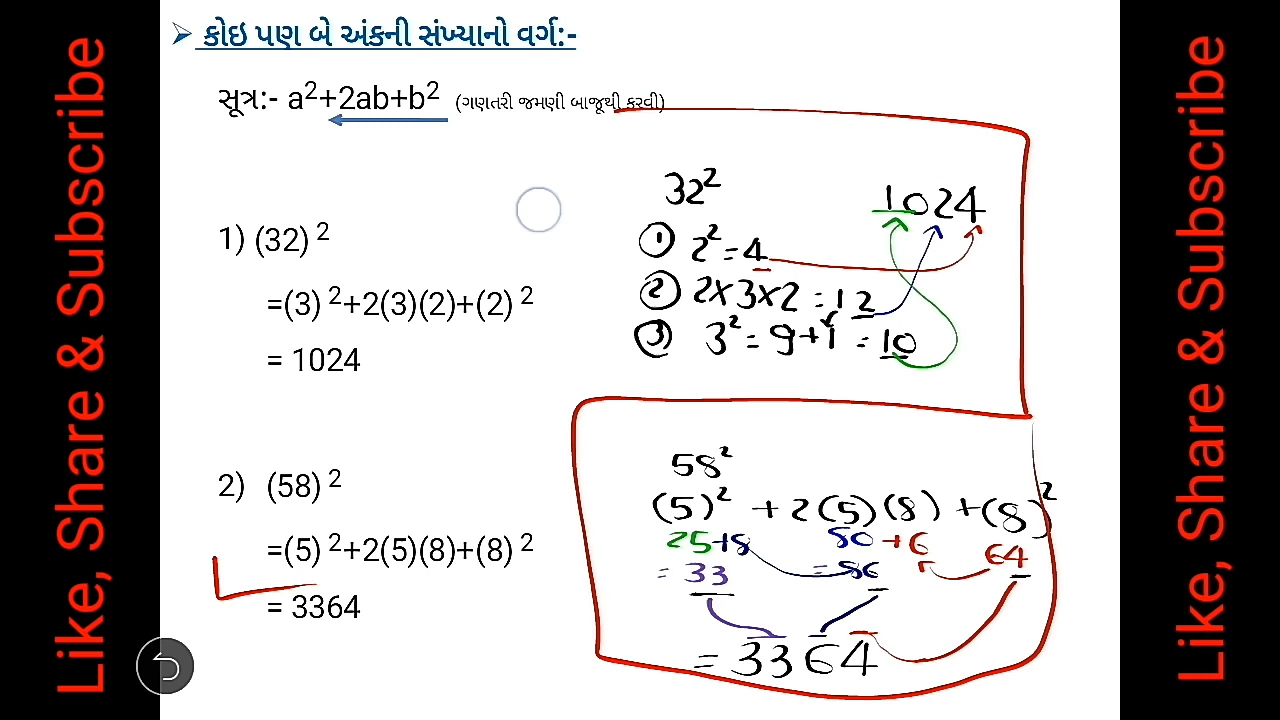 Like, Share & Subscribe
➢ કોઇ પણ બે અંકની સંખ્યાનો વર્ગ:-
સૂત્ર:- a²+2ab+b² (ગણતરી જમણી બાજૂથી કરવી)
1) (32)²
=(3)²+2(3)(2)+(2)²
= 1024
32²
1024
① 2²=4
② 2×3×2=12
③ 3²=9+1=10
2) (58)²
=(5)²+2(5)(8)+(8)²
= 3364
58²
(5)² + 2(5)(8) +(8)²
25+8 80+6 64
= 33 = 86
= 3364
Like, Share & Subscribe